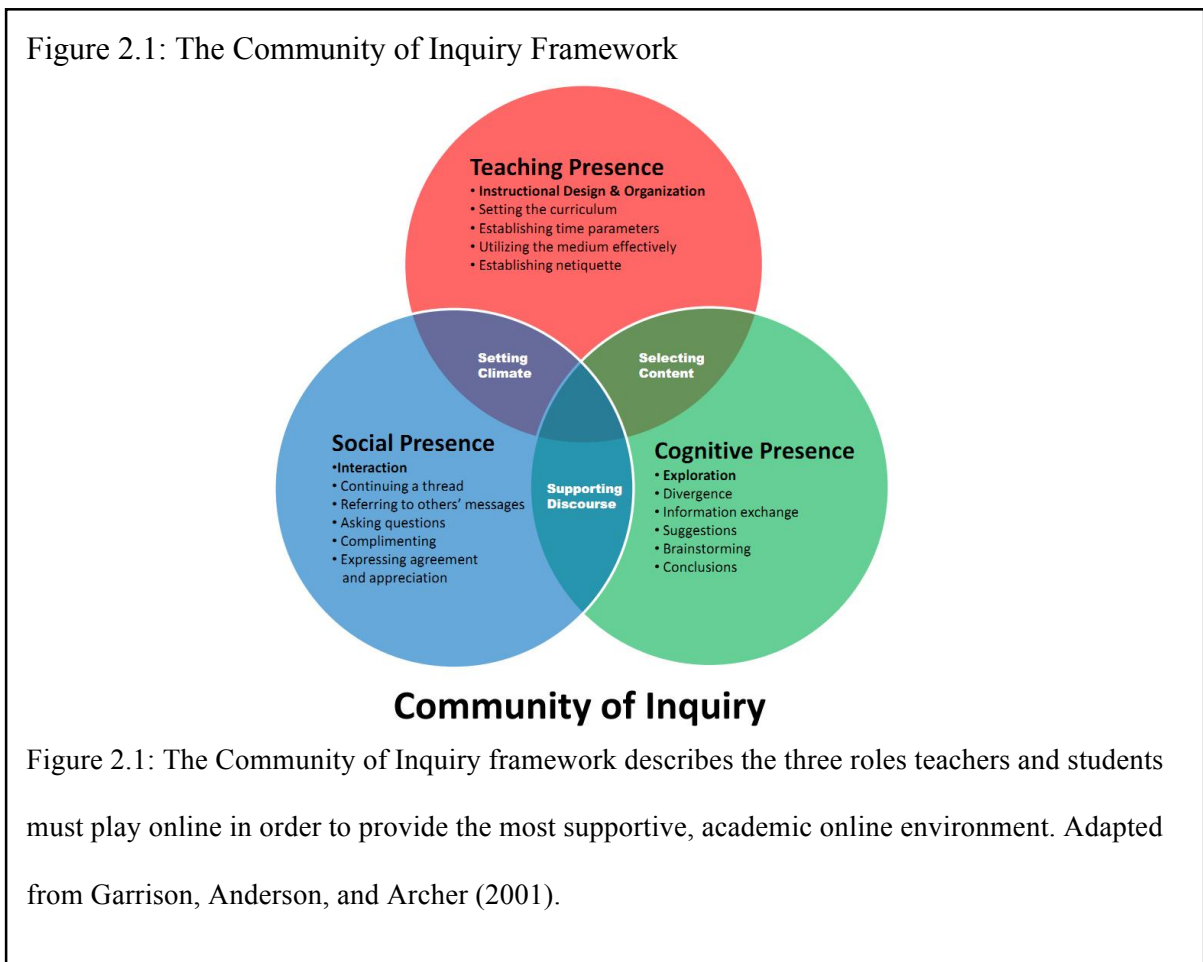 Figure 2.1: The Community of Inquiry Framework
Teaching Presence
• Instructional Design & Organization
• Setting the curriculum
• Establishing time parameters
• Utilizing the medium effectively
• Establishing netiquette
Setting
Climate
Selecting
Content
Social Presence
•Interaction
• Continuing a thread
• Referring to others' messages
• Asking questions
• Complimenting
• Expressing agreement
and appreciation
Supporting
Discourse
Cognitive Presence
• Exploration
• Divergence
• Information exchange
• Suggestions
• Brainstorming
• Conclusions
Community of Inquiry
Figure 2.1: The Community of Inquiry framework describes the three roles teachers and students
must play online in order to provide the most supportive, academic online environment. Adapted
from Garrison, Anderson, and Archer (2001).